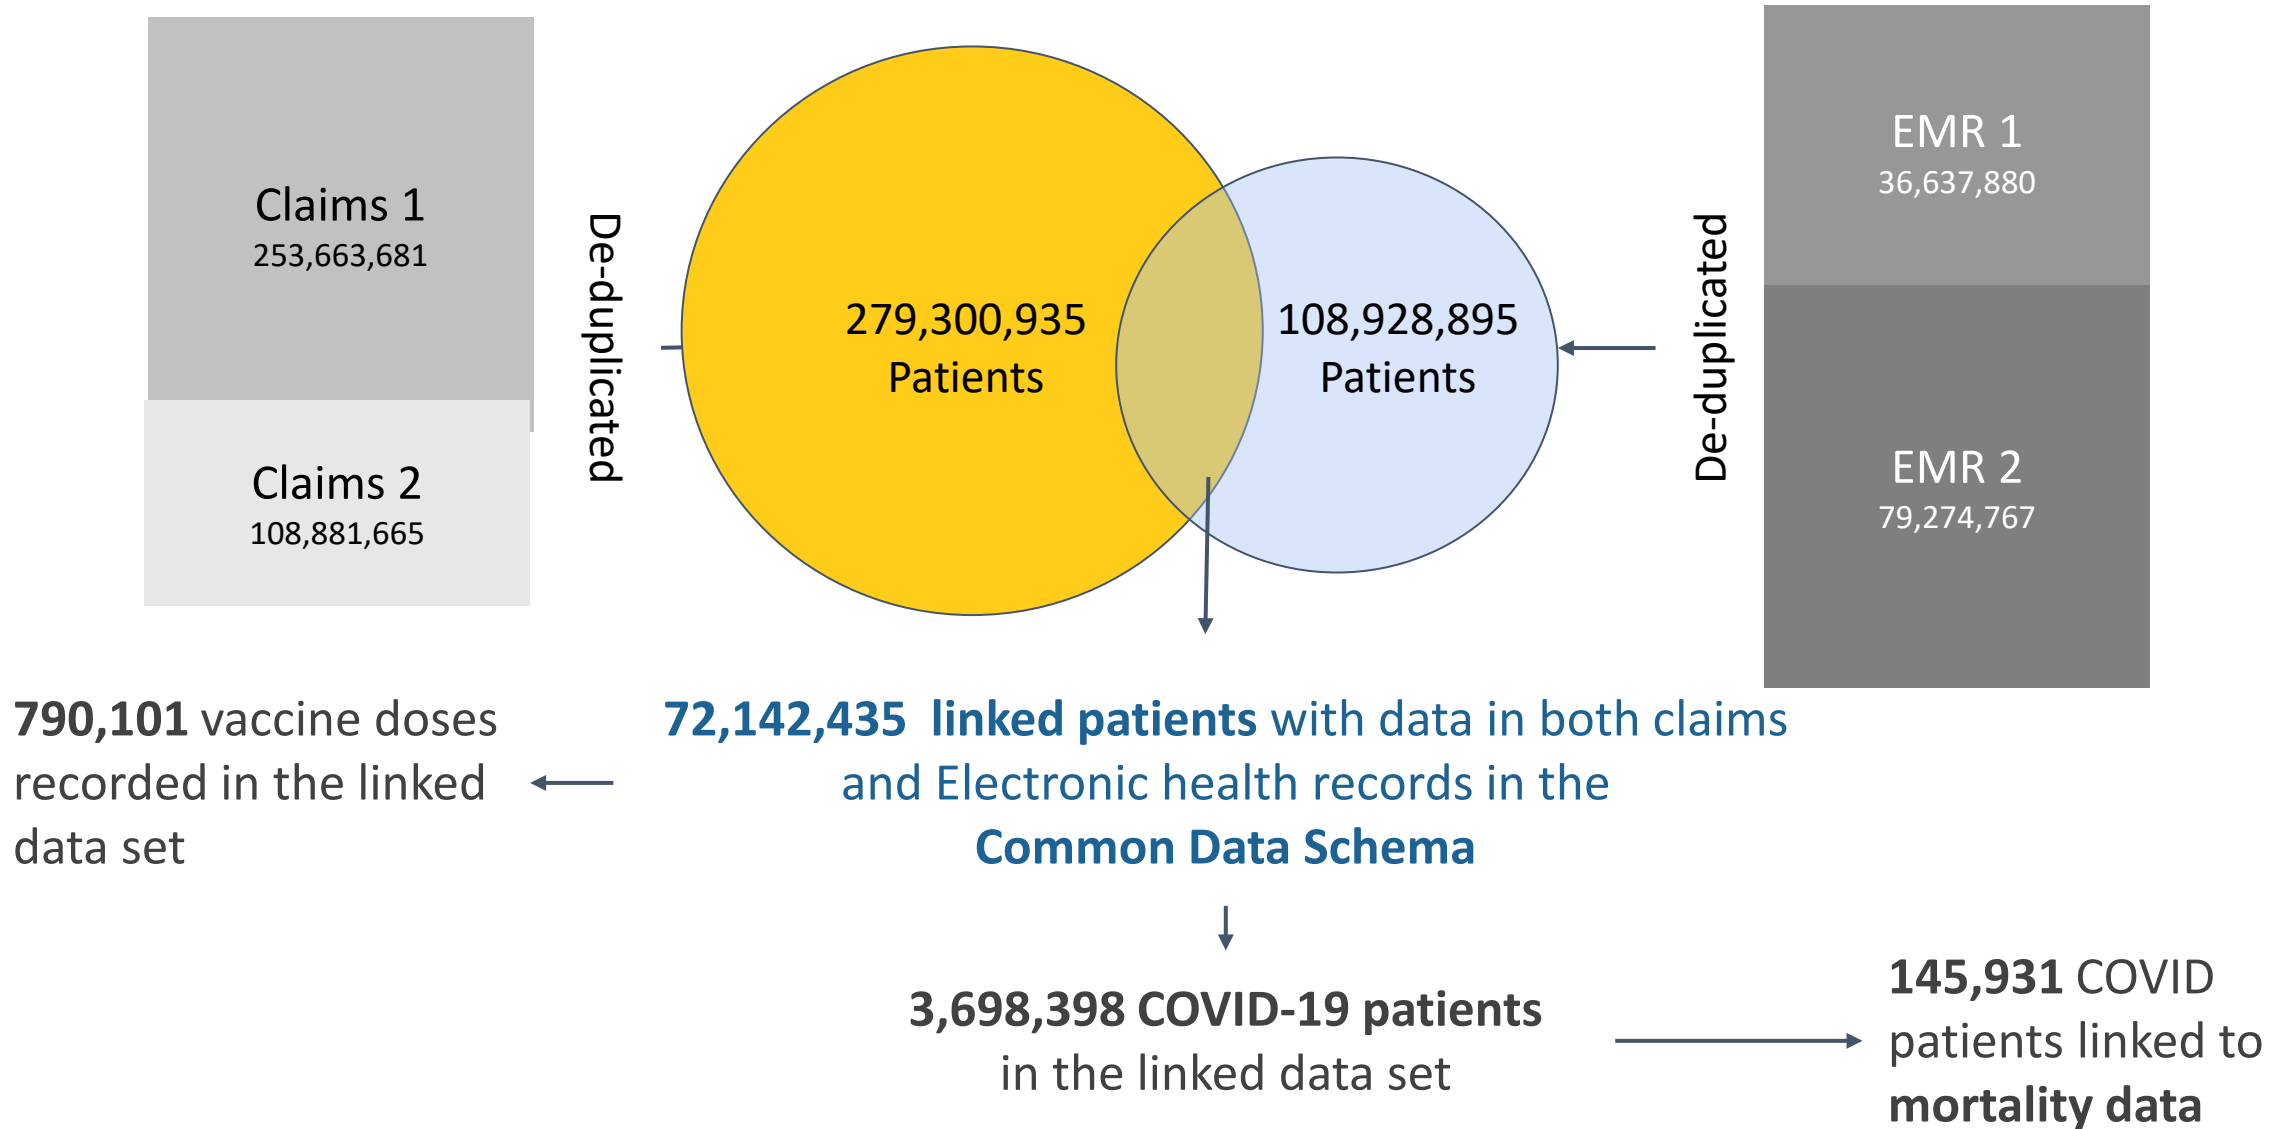 Claims 1
253,663,681
Claims 2
108,881,665
De-duplicated
279,300,935
Patients
108,928,895
Patients
De-duplicated
EMR 1
36,637,880
EMR 2
79,274,767
790,101 vaccine doses
recorded in the linked
data set
72,142,435 linked patients with data in both claims
and Electronic health records in the
Common Data Schema
3,698,398 COVID-19 patients
in the linked data set
145,931 COVID
patients linked to
mortality data